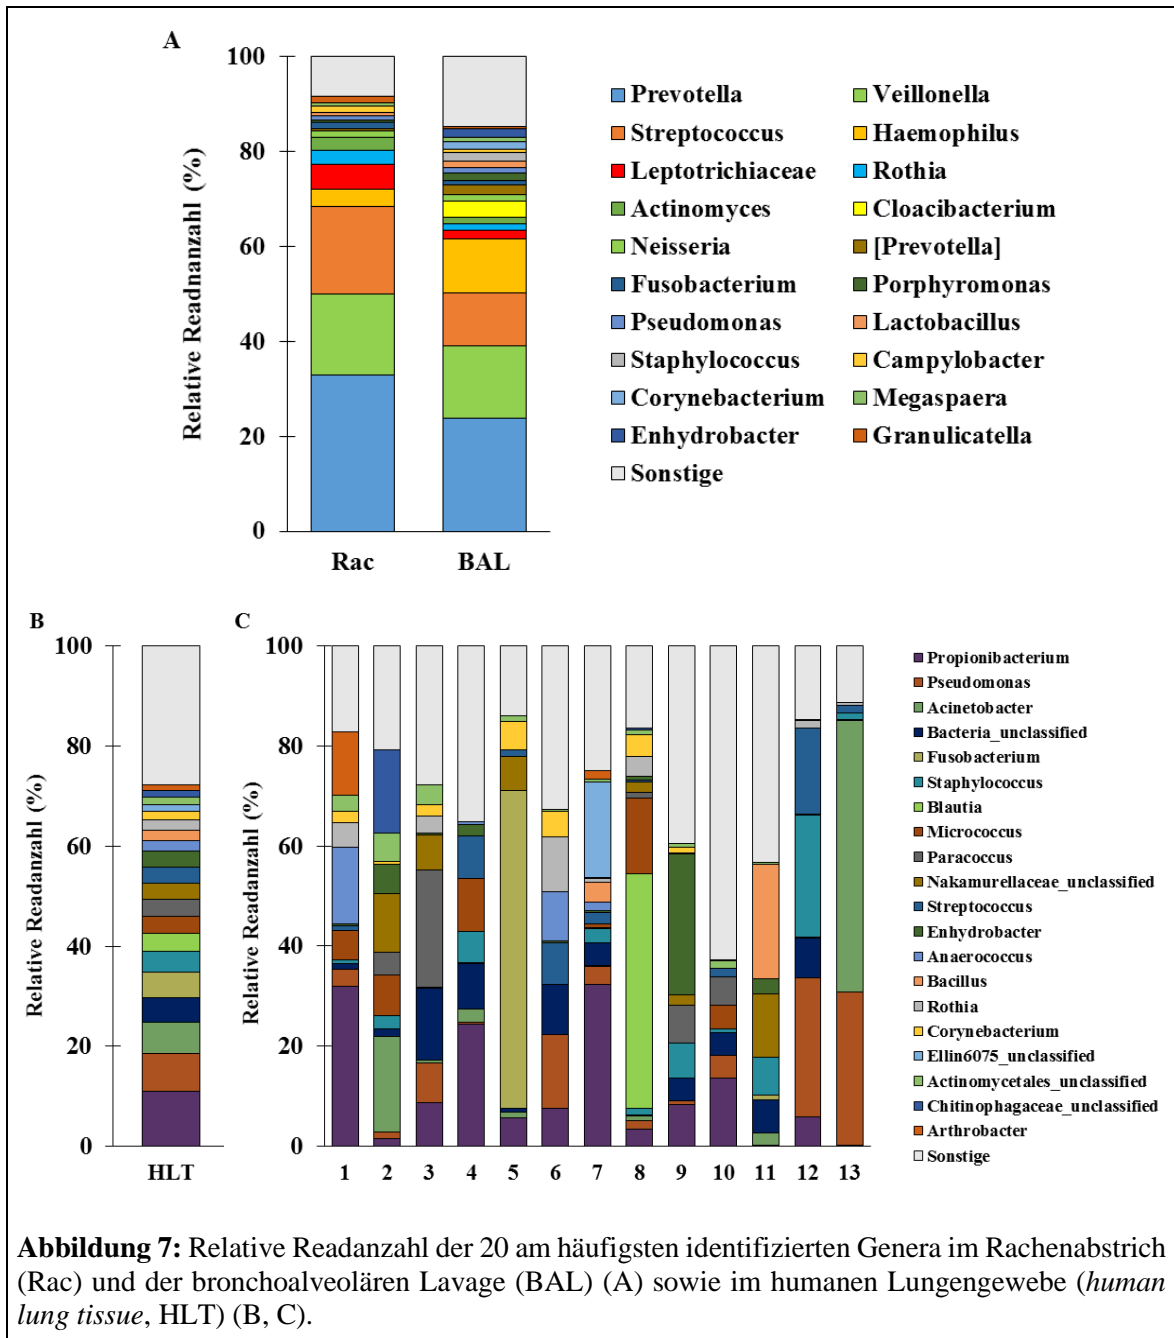 A
100
80
60
40
20
0
Relative Readnanzahl (%)
Rac BAL
Prevotella Veillonella
Streptococcus Haemophilus
Leptotrichiaceae Rothia
Actinomyces Cloacibacterium
Neisseria [Prevotella]
Fusobacterium Porphyromonas
Pseudomonas Lactobacillus
Staphylococcus Campylobacter
Corynebacterium Megaspaera
Enhydrobacter Granulicatella
Sonstige
B
100
80
60
40
20
0
Relative Readanzahl (%)
HLT
C
100
80
60
40
20
0
Relative Readanzahl (%)
1 2 3 4 5 6 7 8 9 10 11 12 13
Propionibacterium
Pseudomonas
Acinetobacter
Bacteria_unclassified
Fusobacterium
Staphylococcus
Blautia
Micrococcus
Paracoccus
Nakamurellaceae_unclassified
Streptococcus
Enhydrobacter
Anaerococcus
Bacillus
Rothia
Corynebacterium
Ellin6075_unclassified
Actinomycetales_unclassified
Chitinophagaceae_unclassified
Arthrobacter
Sonstige
Abbildung 7: Relative Readanzahl der 20 am häufigsten identifizierten Genera im Rachenabstrich
(Rac) und der bronchoalveolären Lavage (BAL) (A) sowie im humanen Lungengewebe (human
lung tissue, HLT) (B, C).